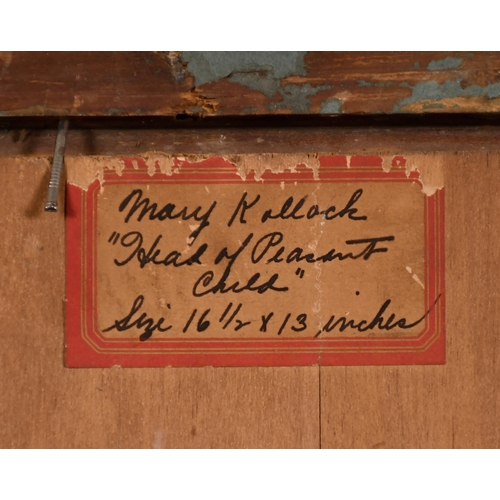 Mary Kollock
"Head of Peasant
Child"
Size 16 1/2 x 13 inches